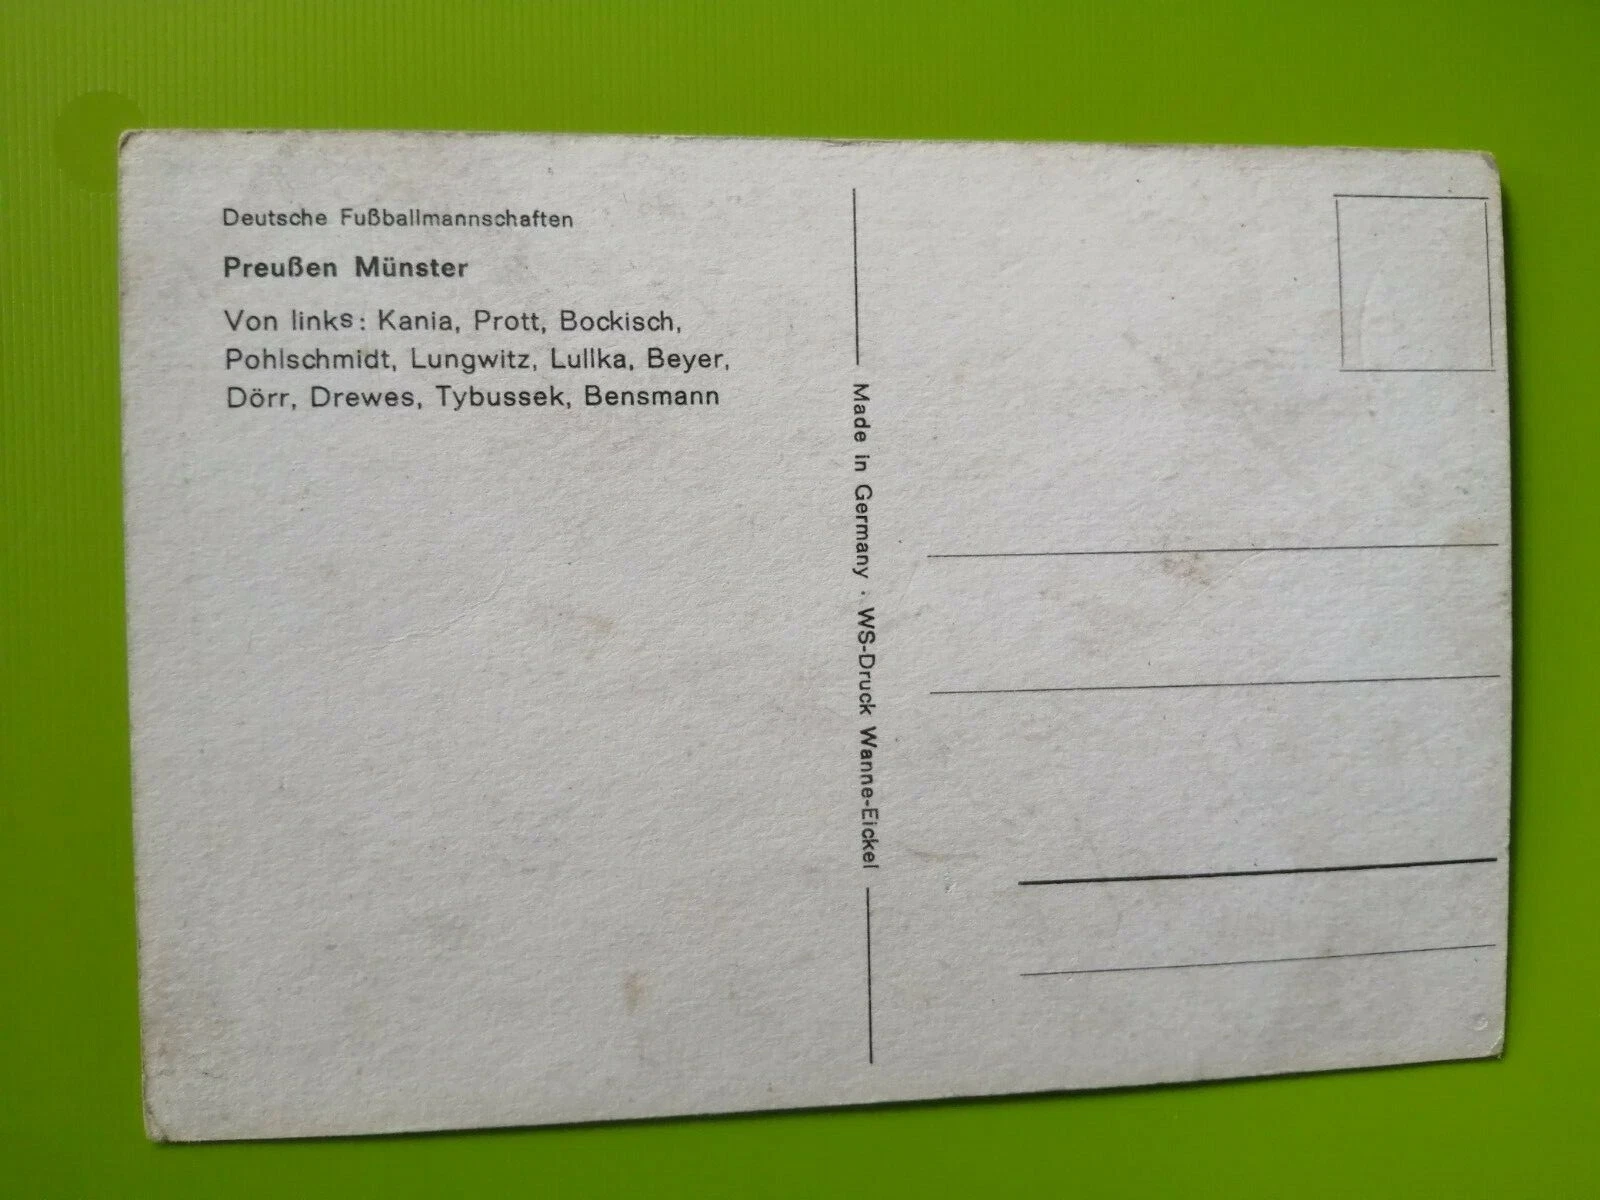 Deutsche Fußballmannschaften
Preußen Münster
Von links: Kania, Prott, Bockisch,
Pohlschmidt, Lungwitz, Lullka, Beyer,
Dörr, Drewes, Tybussek, Bensmann
Made in Germany · WS-Druck Wanne-Eickel